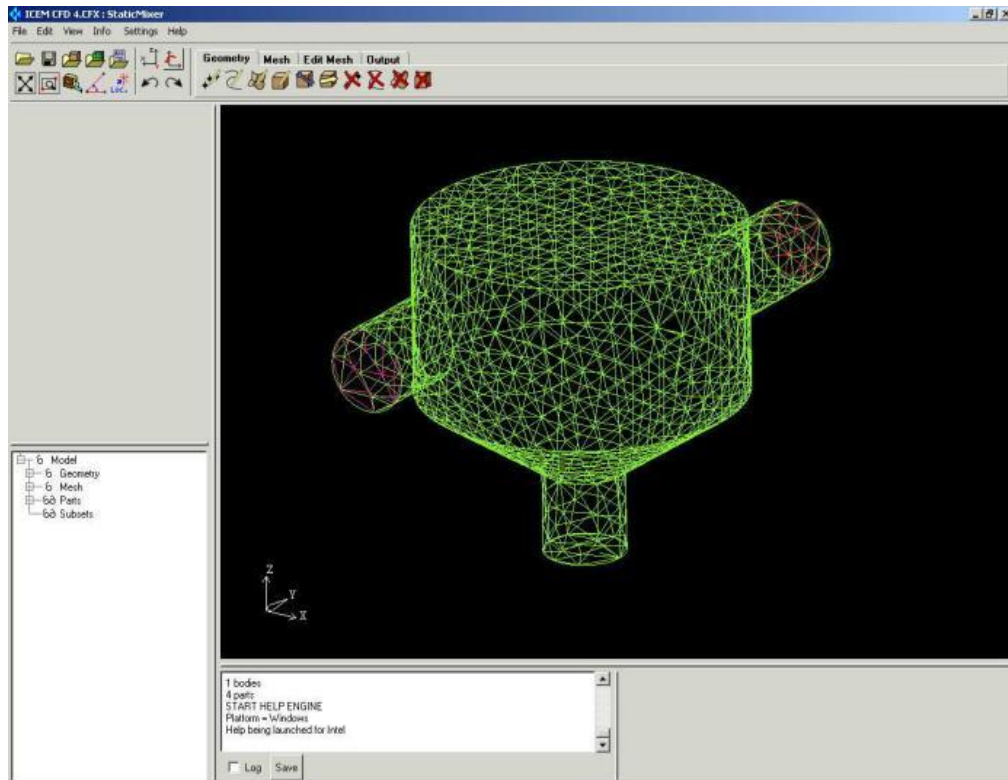 ICEM CFD 4.CFX : StaticMixer
File Edit View Info Settings Help
Geometry Mesh Edit Mesh Output
LOC.
Model
Geometry
Mesh
Parts
Subsets
Z
Y
X
1 bodies
4 parts
START HELP ENGINE
Platform = Windows
Help being launched for Intel
Log Save